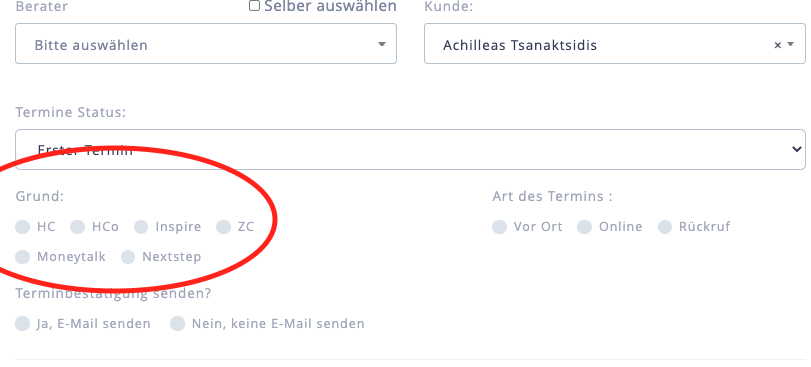 Berater
Selber auswählen
Kunde:
Bitte auswählen
Achilleas Tsanaktsidis
×
Termine Status:
Erster Termin
Grund:
HC HCo Inspire ZC
Moneytalk Nextstep
Art des Termins :
Vor Ort Online Rückruf
Terminbestätigung senden?
Ja, E-Mail senden Nein, keine E-Mail senden